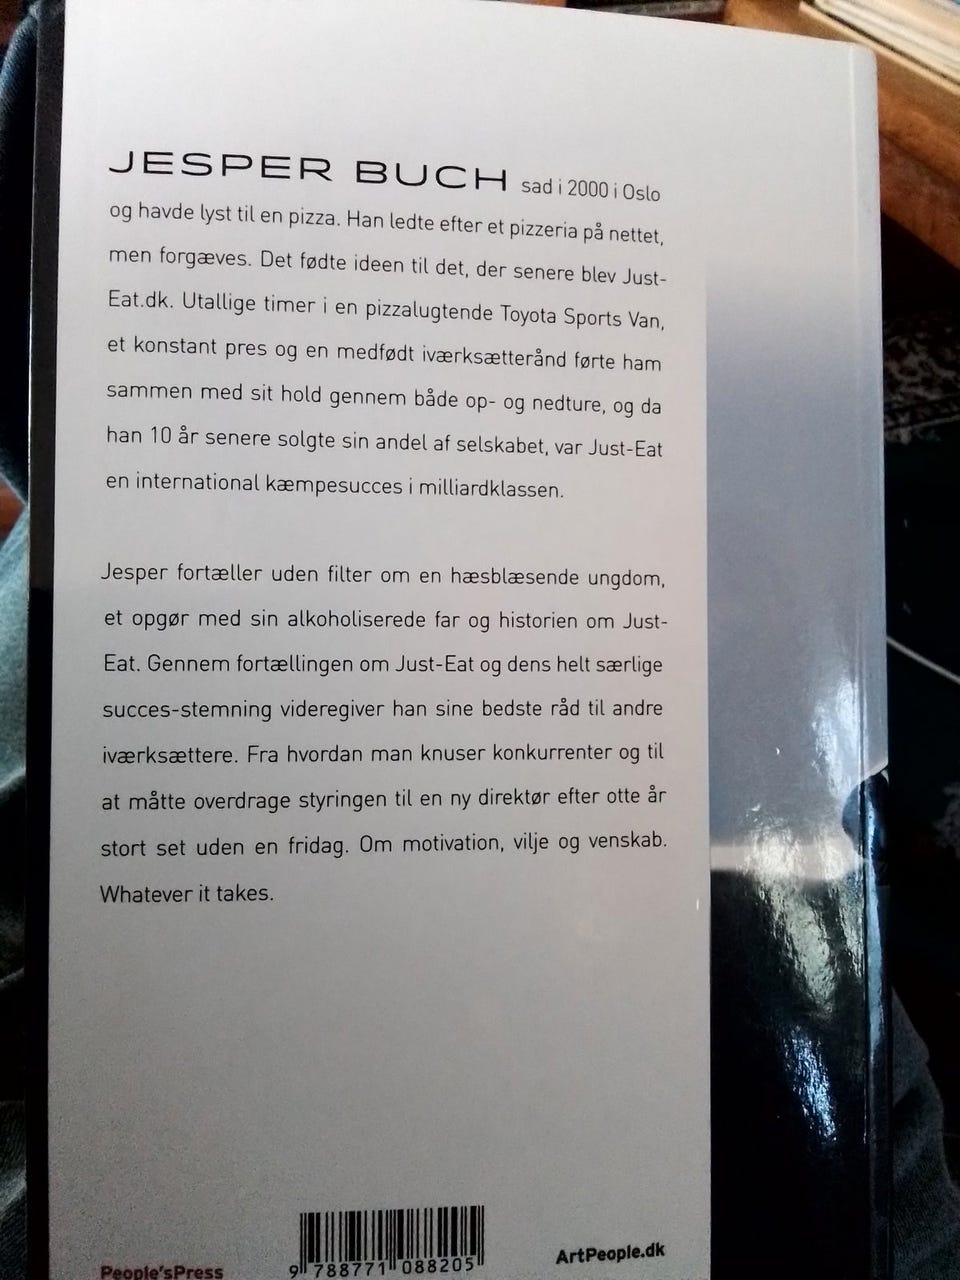 JESPER BUCH sad i 2000 i Oslo
og havde lyst til en pizza. Han ledte efter et pizzeria på nettet,
men forgæves. Det fødte ideen til det, der senere blev Just-
Eat.dk. Utallige timer i en pizzalugtende Toyota Sports Van,
et konstant pres og en medfødt iværksætterånd førte ham
sammen med sit hold gennem både op- og nedture, og da
han 10 år senere solgte sin andel af selskabet, var Just-Eat
en international kæmpesucces i milliardklassen.
Jesper fortæller uden filter om en hæsblæsende ungdom,
et opgør med sin alkoholiserede far og historien om Just-
Eat. Gennem fortællingen om Just-Eat og dens helt særlige
succes-stemning videregiver han sine bedste råd til andre
iværksættere. Fra hvordan man knuser konkurrenter og til
at måtte overdrage styringen til en ny direktør efter otte år
stort set uden en fridag. Om motivation, vilje og venskab.
Whatever it takes.
People'sPress
9 788771 088205
ArtPeople.dk